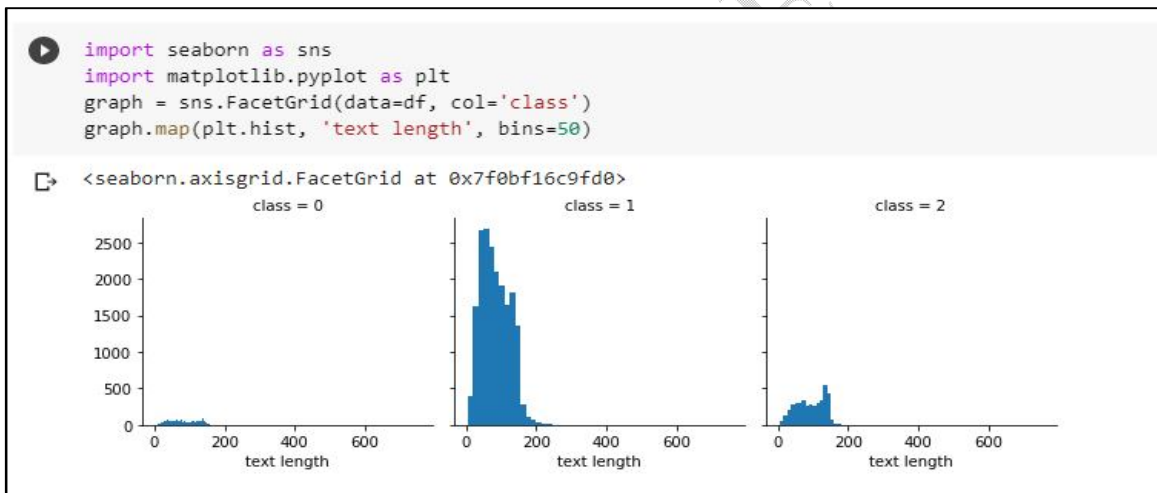 import seaborn as sns
import matplotlib.pyplot as plt
graph = sns.FacetGrid(data=df, col='class')
graph.map(plt.hist, 'text length', bins=50)
<seaborn.axisgrid.FacetGrid at 0x7f0bf16c9fd0>
class = 0 class = 1 class = 2
2500
2000
1500
1000
500
0
0 200 400 600 0 200 400 600 0 200 400 600
text length text length text length